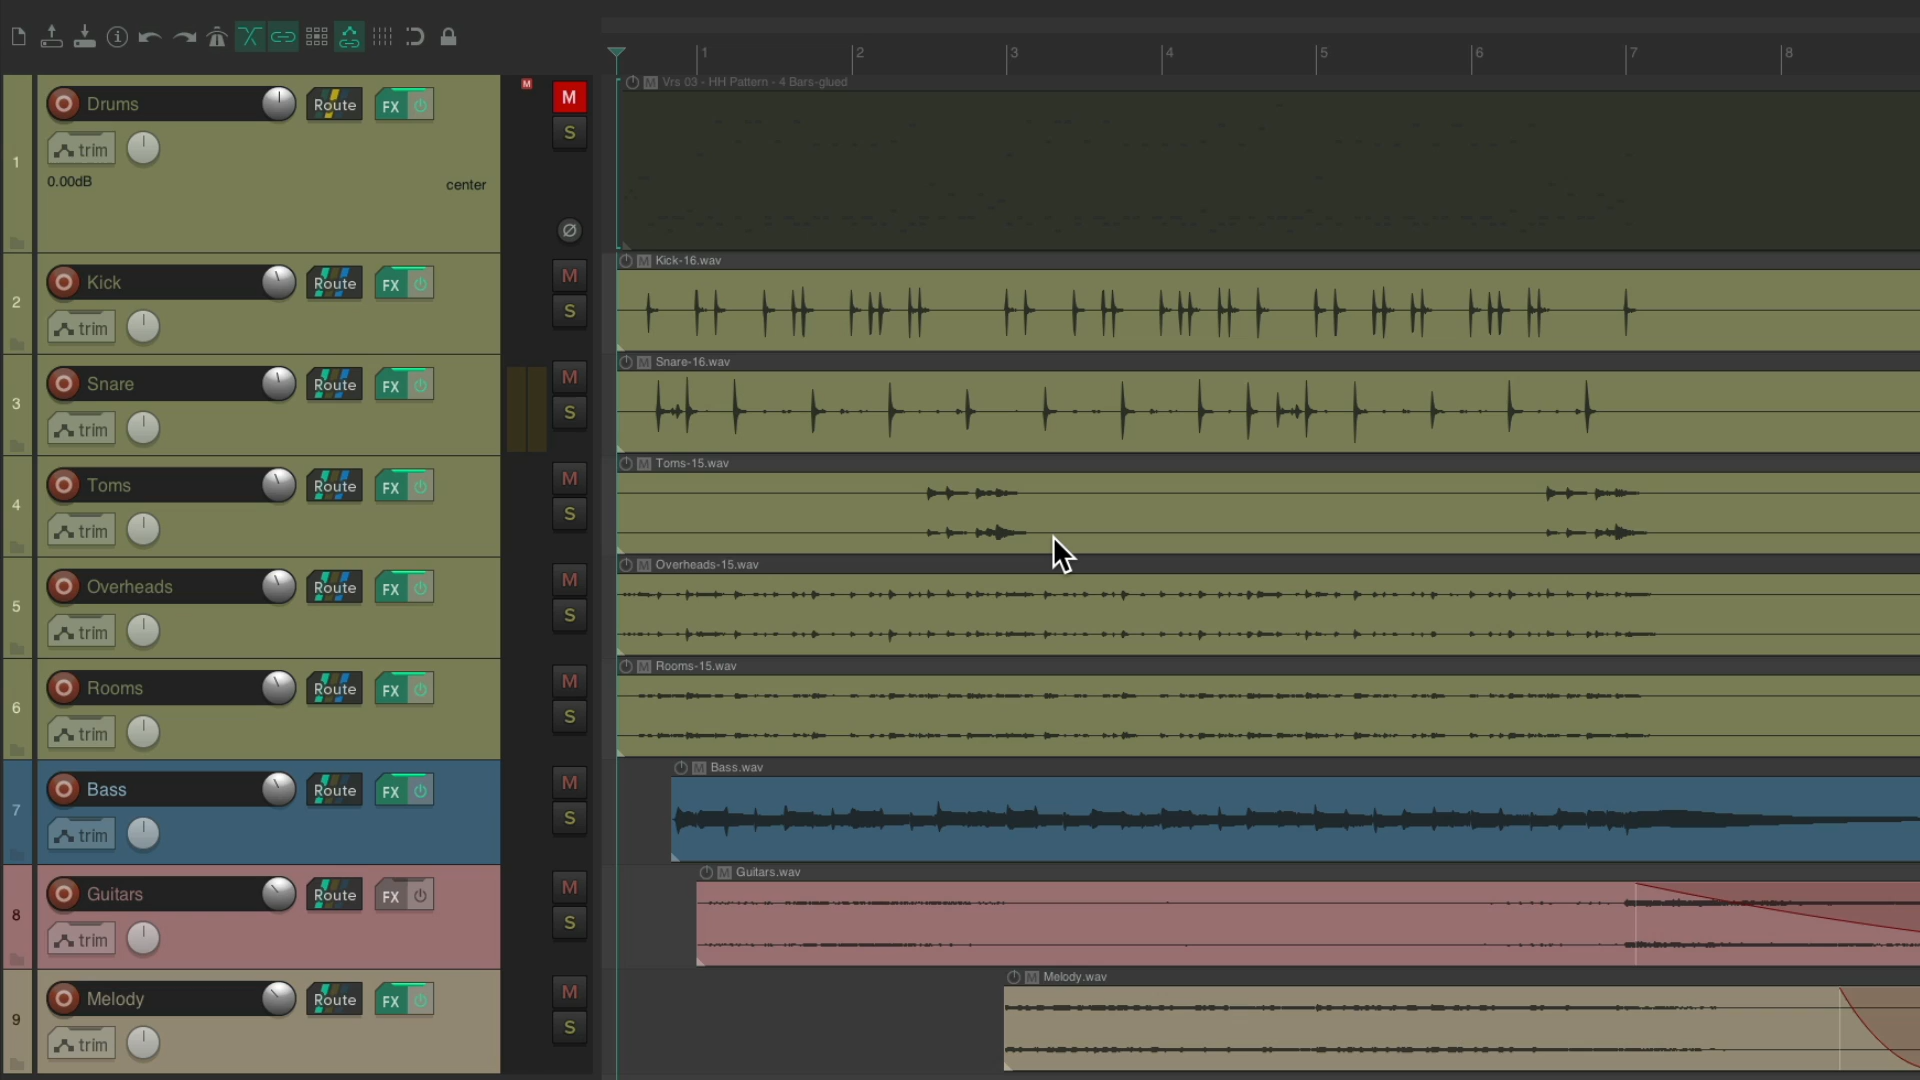 1 2 3 4 5 6 7 8
M Vrs 03 - HH Pattern - 4 Bars-glued
1 Drums Route FX M M
trim S
0.00dB center
Ø
2 Kick Route FX M M Kick-16.wav
trim S
3 Snare Route FX M M Snare-16.wav
trim S
4 Toms Route FX M M Toms-15.wav
trim S
5 Overheads Route FX M M Overheads-15.wav
trim S
6 Rooms Route FX M M Rooms-15.wav
trim S
7 Bass Route FX M M Bass.wav
trim S
8 Guitars Route FX M M Guitars.wav
trim S
9 Melody Route FX M M Melody.wav
trim S